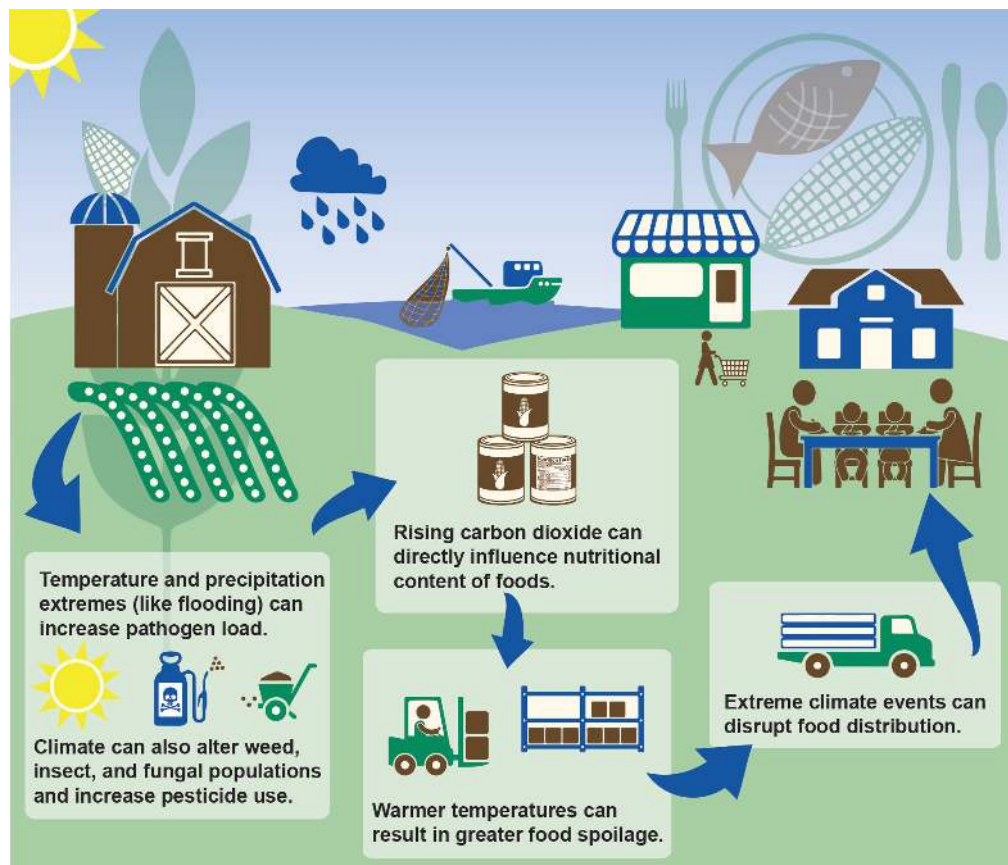 Temperature and precipitation
extremes (like flooding) can
increase pathogen load.
Climate can also alter weed,
insect, and fungal populations
and increase pesticide use.
Rising carbon dioxide can
directly influence nutritional
content of foods.
Warmer temperatures can
result in greater food spoilage.
Extreme climate events can
disrupt food distribution.